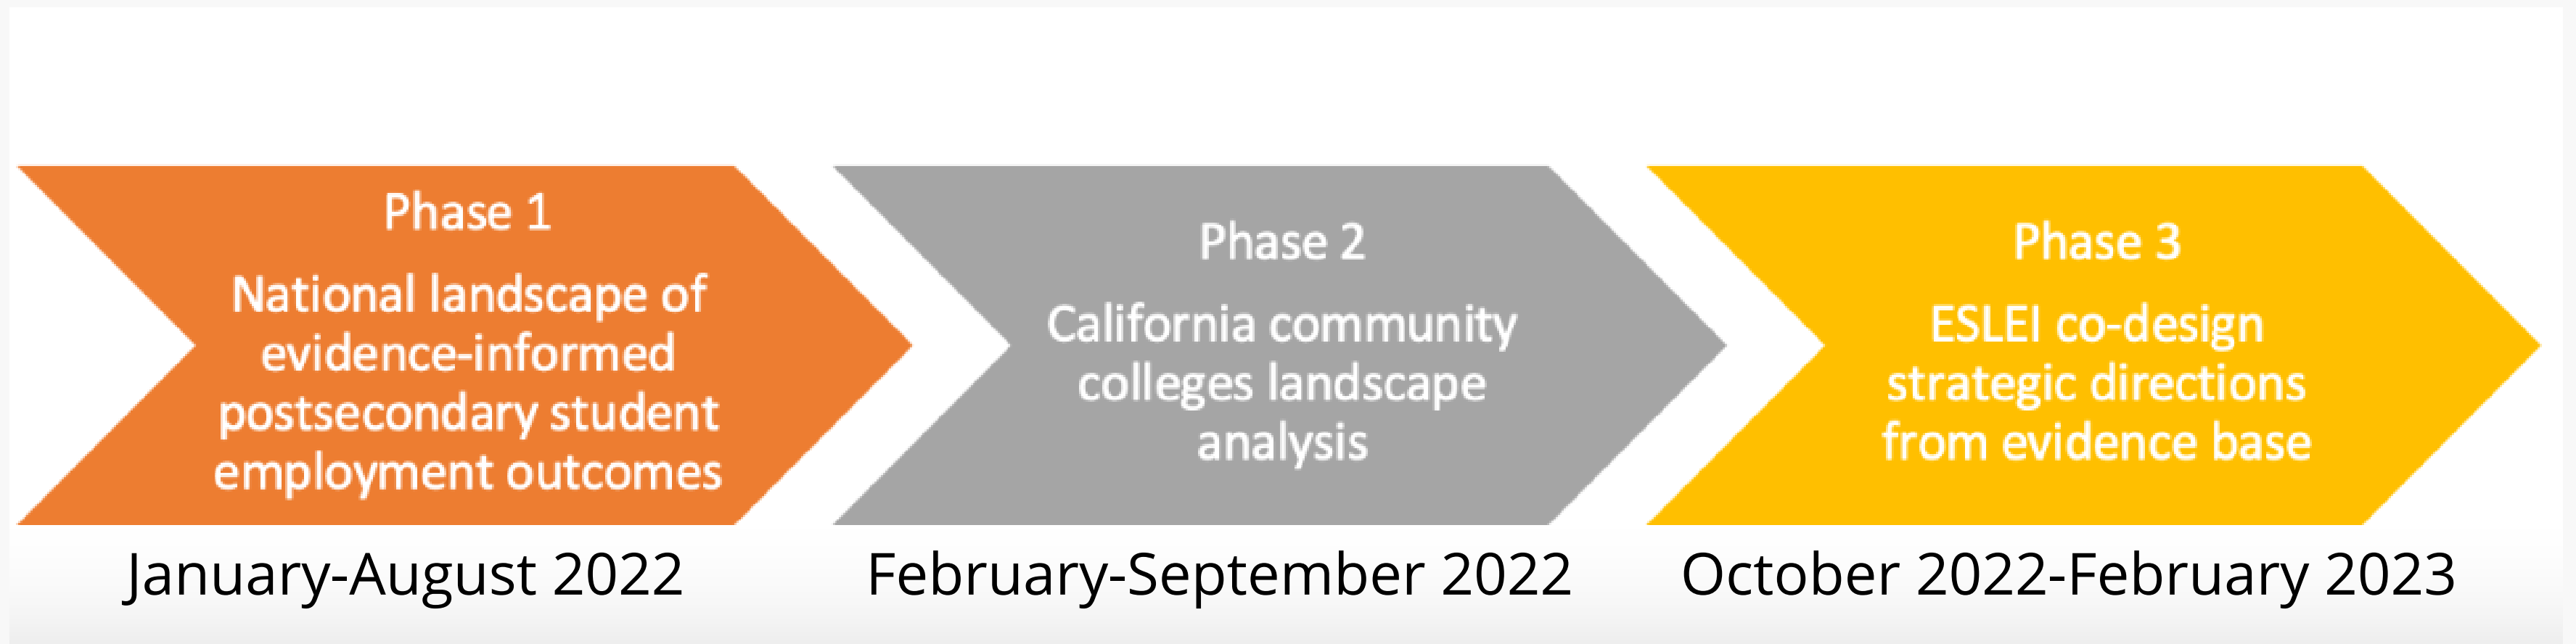 Phase 1
National landscape of
evidence-informed
postsecondary student
employment outcomes
January-August 2022
Phase 2
California community
colleges landscape
analysis
February-September 2022
Phase 3
ESLEI co-design
strategic directions
from evidence base
October 2022-February 2023